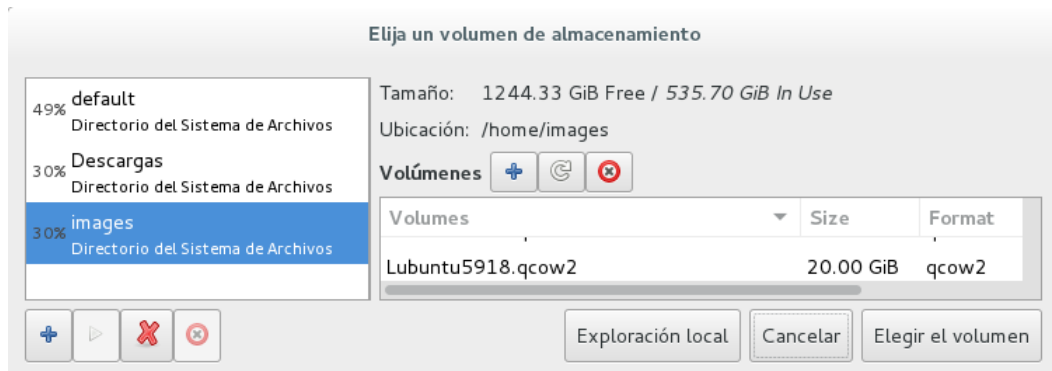 Elija un volumen de almacenamiento
49% default
Directorio del Sistema de Archivos
30% Descargas
Directorio del Sistema de Archivos
30% images
Directorio del Sistema de Archivos
Tamaño: 1244.33 GiB Free / 535.70 GiB In Use
Ubicación: /home/images
Volúmenes
Volumes Size Format
Lubuntu5918.qcow2 20.00 GiB qcow2
Exploración local Cancelar Elegir el volumen